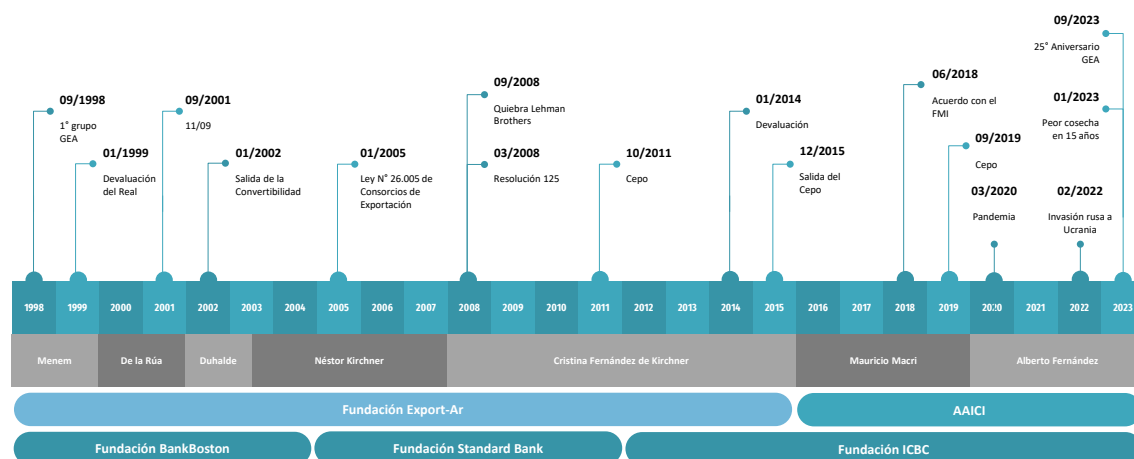 09/1998
1° grupo
GEA
01/1999
Devaluación
del Real
09/2001
11/09
01/2002
Salida de la
Convertibilidad
01/2005
Ley N° 26.005 de
Consorcios de
Exportación
09/2008
Quiebra Lehman
Brothers
03/2008
Resolución 125
10/2011
Cepo
01/2014
Devaluación
12/2015
Salida del
Cepo
06/2018
Acuerdo con el
FMI
09/2019
Cepo
03/2020
Pandemia
09/2023
25° Aniversario
GEA
01/2023
Peor cosecha
en 15 años
02/2022
Invasión rusa a
Ucrania
1998 1999 2000 2001 2002 2003 2004 2005 2006 2007 2008 2009 2010 2011 2012 2013 2014 2015 2016 2017 2018 2019 2020 2021 2022 2023
Menem De la Rúa Duhalde Néstor Kirchner Cristina Fernández de Kirchner Mauricio Macri Alberto Fernández
Fundación Export-Ar AAICI
Fundación BankBoston Fundación Standard Bank Fundación ICBC